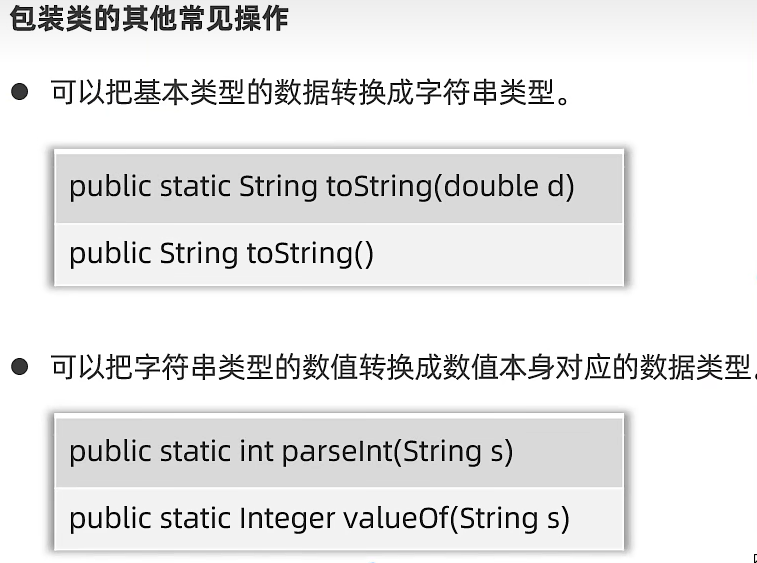 包装类的其他常见操作
可以把基本类型的数据转换成字符串类型。
public static String toString(double d)
public String toString()
可以把字符串类型的数值转换成数值本身对应的数据类型。
public static int parseInt(String s)
public static Integer valueOf(String s)